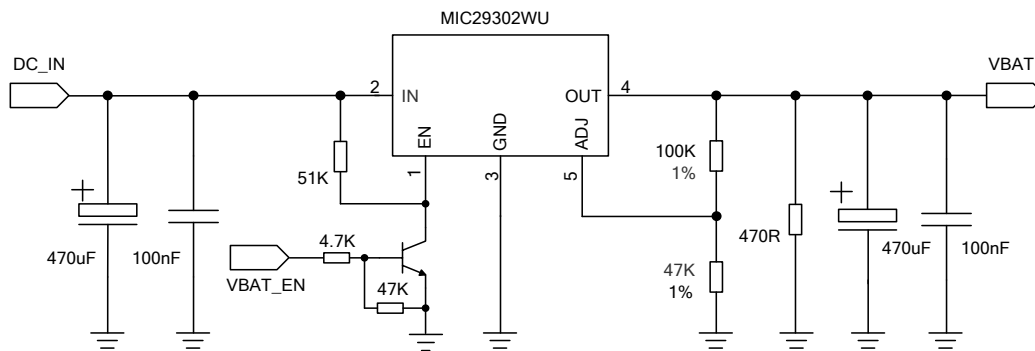 MIC29302WU
DC_IN
VBAT
2
IN
OUT
4
EN
GND
ADJ
1
3
5
51K
100K
1%
+
470uF
100nF
4.7K
VBAT_EN
47K
470R
47K
1%
+
470uF
100nF